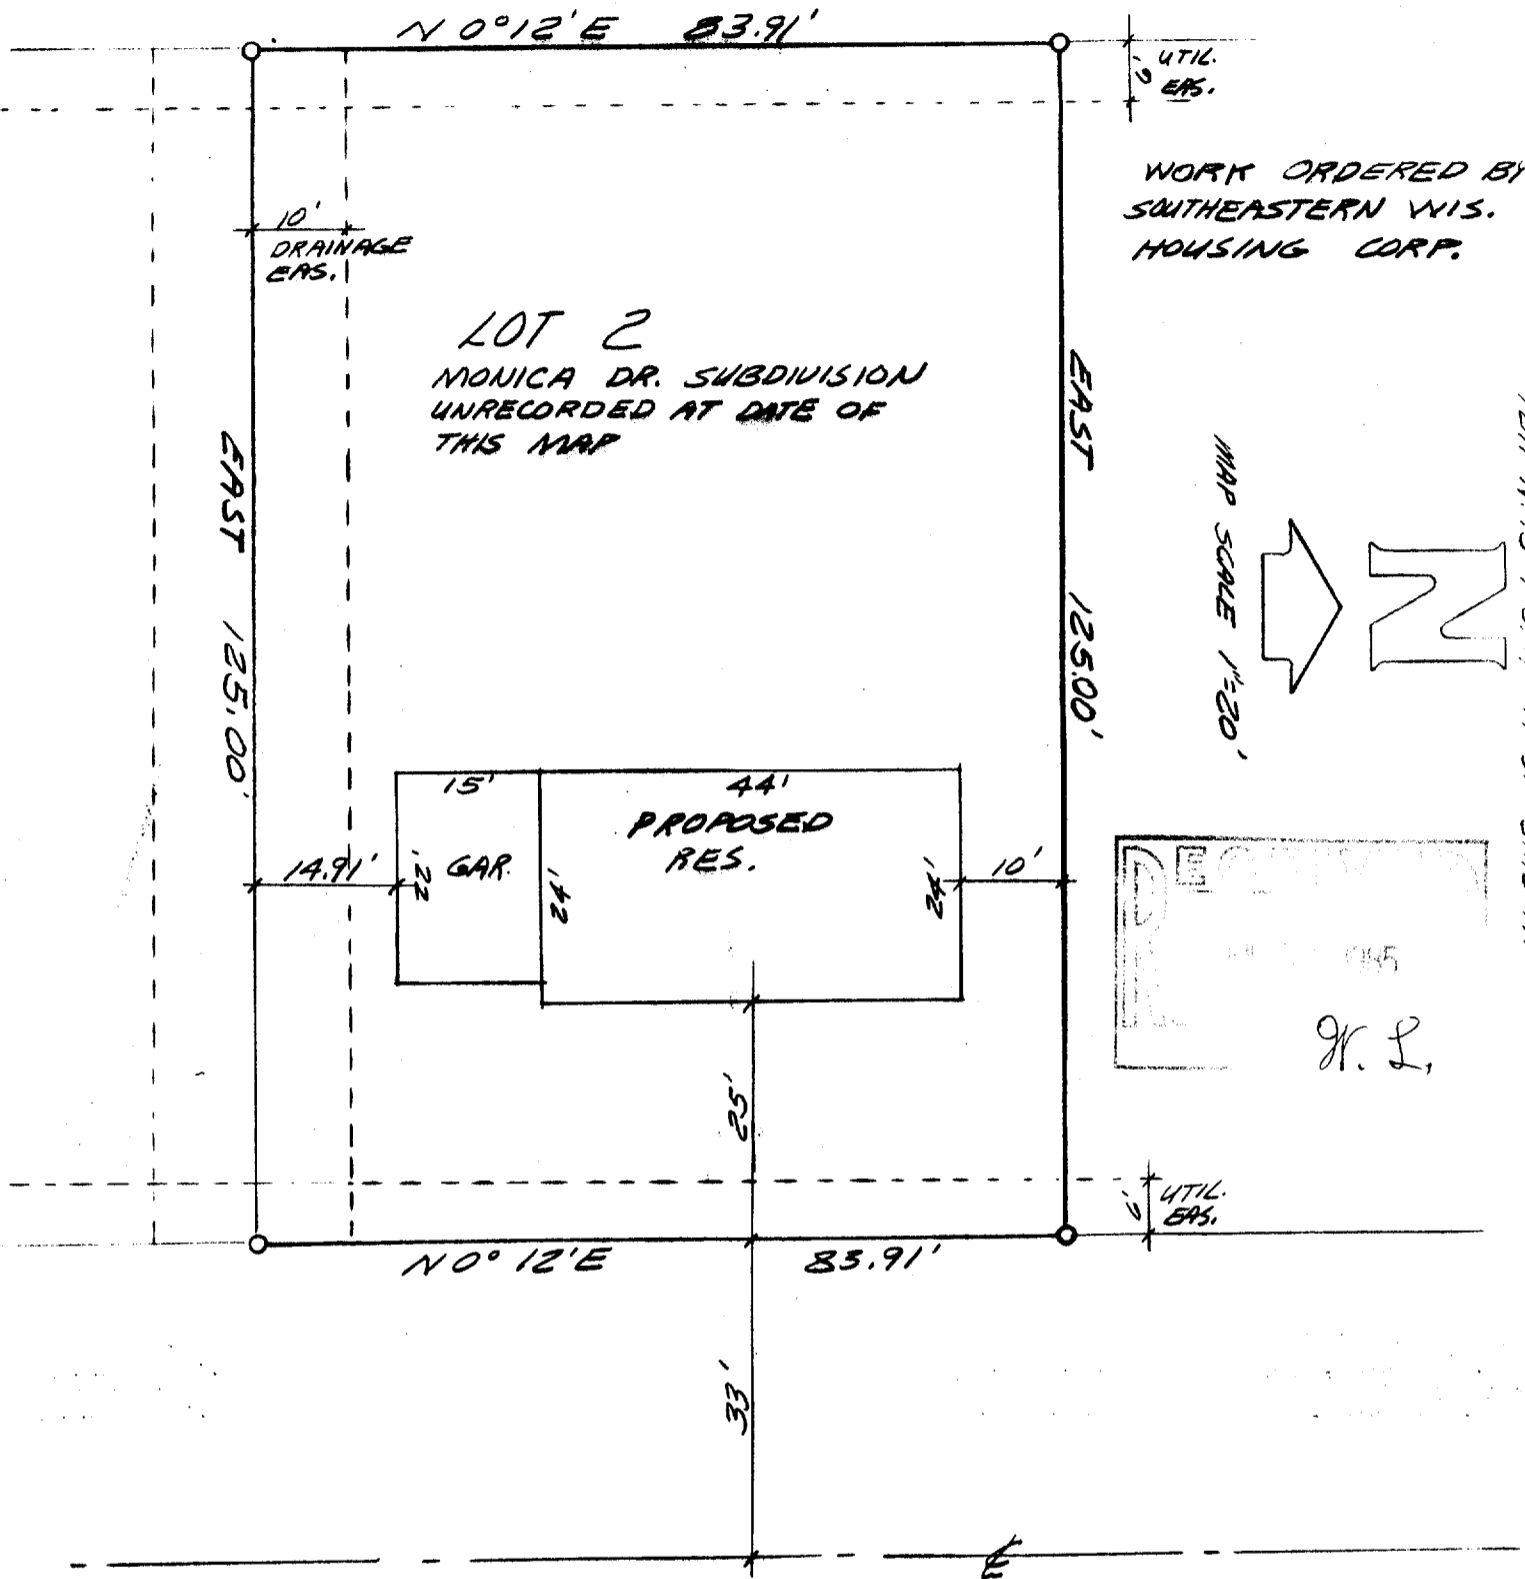 N 0°12'E 83.91'
6' UTIL.
EAS.
WORK ORDERED BY
SOUTHEASTERN WIS.
HOUSING CORP.
10'
DRAINAGE
EAS.
LOT 2
MONICA DR. SUBDIVISION
UNRECORDED AT DATE OF
THIS MAP
EAST 125.00'
EAST 125.00'
MAP SCALE 1"=20'
N
15'
44'
PROPOSED
RES.
14.91'
22'
GAR.
24'
24'
10'
W. L.
25'
6' UTIL.
EAS.
N 0° 12' E 83.91'
33'